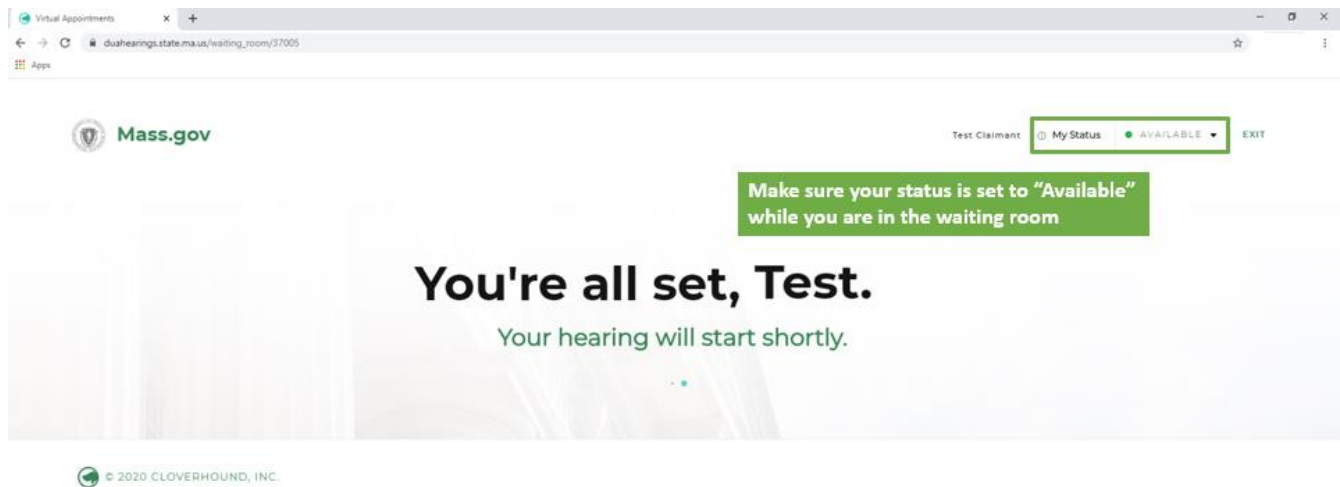 Virtual Appointments
duahearings.state.ma.us/waiting_room/37005
Apps
Mass.gov
Test Claimant My Status AVAILABLE EXIT
Make sure your status is set to “Available”
while you are in the waiting room
You're all set, Test.
Your hearing will start shortly.
© 2020 CLOVERHOUND, INC.